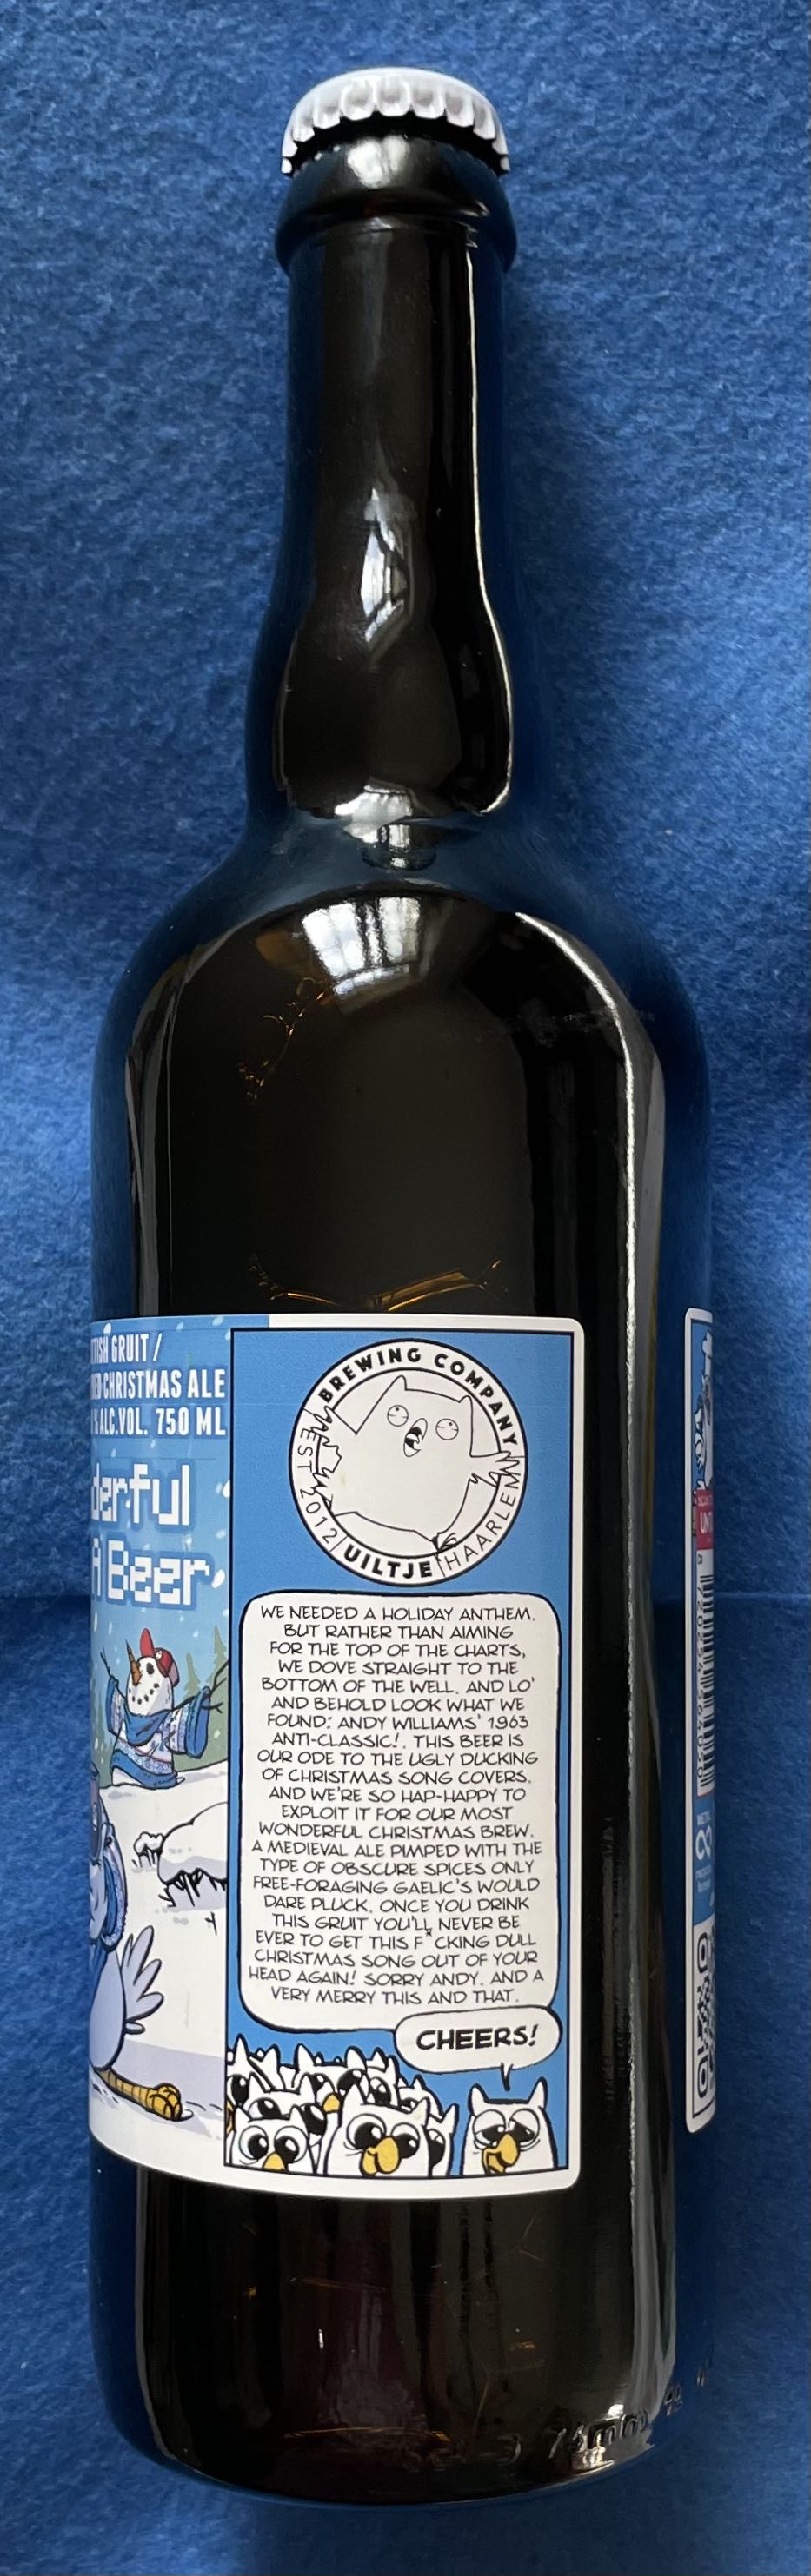 GRUIT /
CHRISTMAS ALE
% ALC.VOL. 750 ML
derful
A Beer
BREWING COMPANY
EST 2012
UILTJE
HAARLEM
WE NEEDED A HOLIDAY ANTHEM.
BUT RATHER THAN AIMING
FOR THE TOP OF THE CHARTS,
WE DOVE STRAIGHT TO THE
BOTTOM OF THE WELL. AND LO'
AND BEHOLD LOOK WHAT WE
FOUND: ANDY WILLIAMS' 1963
ANTI-CLASSIC!. THIS BEER IS
OUR ODE TO THE UGLY DUCKING
OF CHRISTMAS SONG COVERS.
AND WE'RE SO HAP-HAPPY TO
EXPLOIT IT FOR OUR MOST
WONDERFUL CHRISTMAS BREW.
A MEDIEVAL ALE PIMPED WITH THE
TYPE OF OBSCURE SPICES ONLY
FREE-FORAGING GAELIC'S WOULD
DARE PLUCK. ONCE YOU DRINK
THIS GRUIT YOU'LL NEVER BE
EVER TO GET THIS F*CKING DULL
CHRISTMAS SONG OUT OF YOUR
HEAD AGAIN! SORRY ANDY. AND A
VERY MERRY THIS AND THAT.
CHEERS!
75mm